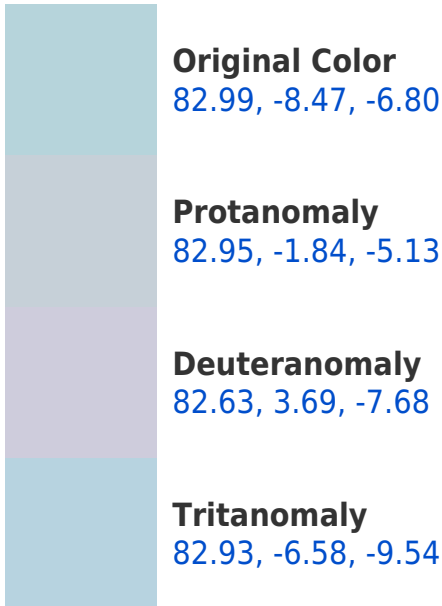 Original Color
82.99, -8.47, -6.80
Protanomaly
82.95, -1.84, -5.13
Deuteranomaly
82.63, 3.69, -7.68
Tritanomaly
82.93, -6.58, -9.54